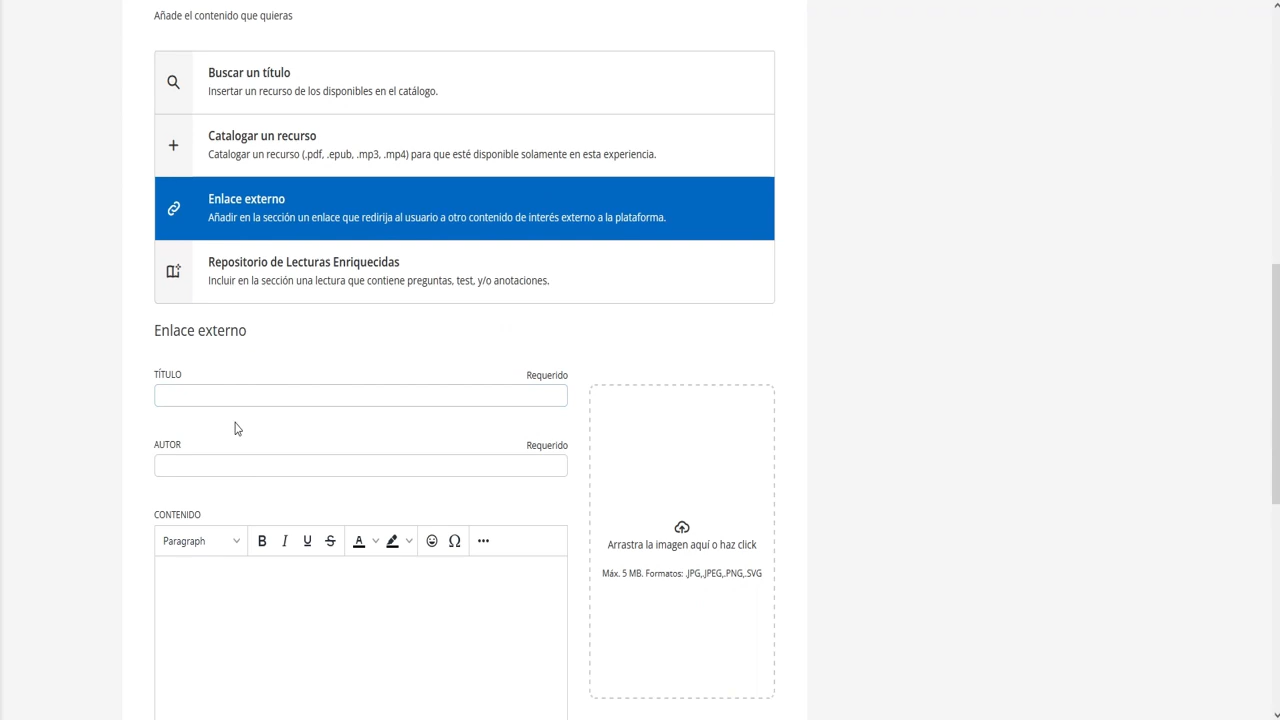 Añade el contenido que quieras
Buscar un título
Insertar un recurso de los disponibles en el catálogo.
Catalogar un recurso
Catalogar un recurso (.pdf, .epub, .mp3, .mp4) para que esté disponible solamente en esta experiencia.
Enlace externo
Añadir en la sección un enlace que redirija al usuario a otro contenido de interés externo a la plataforma.
Repositorio de Lecturas Enriquecidas
Incluir en la sección una lectura que contiene preguntas, test, y/o anotaciones.
Enlace externo
TÍTULO Requerido
AUTOR Requerido
CONTENIDO
Paragraph B I U S A Ω
Arrastra la imagen aquí o haz click
Máx. 5 MB. Formatos: .JPG,.JPEG,.PNG,.SVG